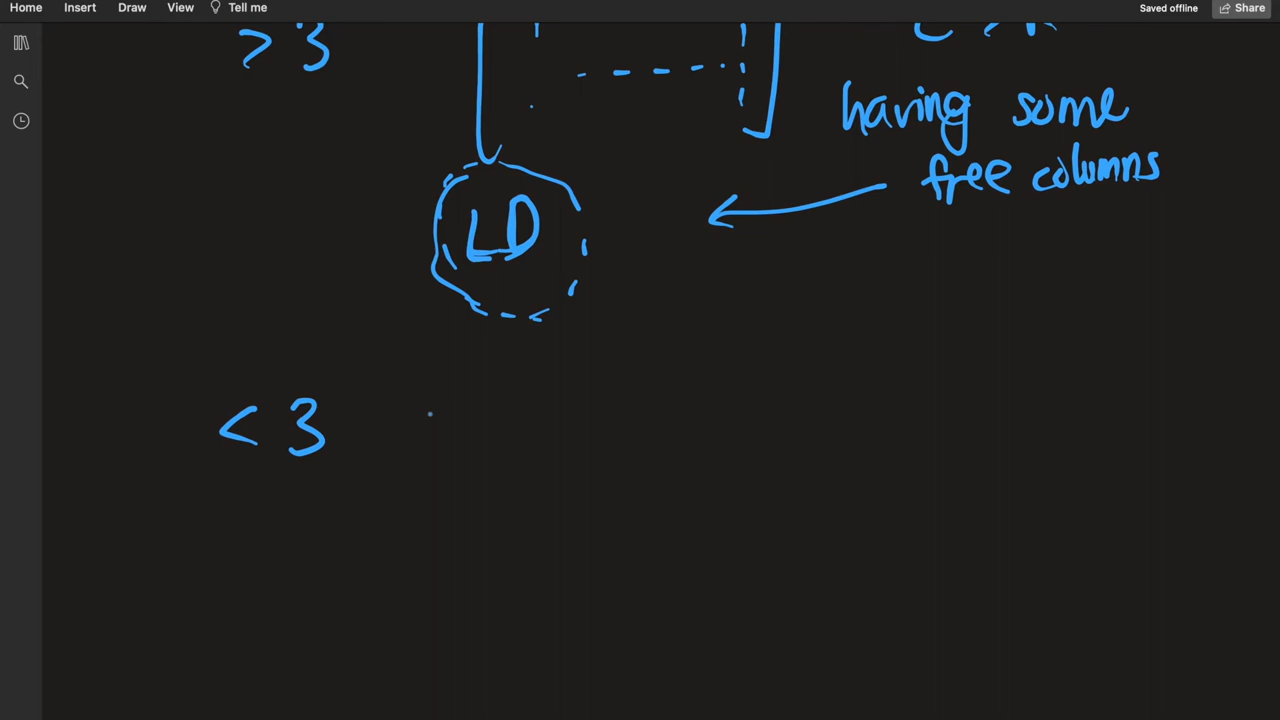 Home Insert Draw View Tell me Saved offline Share
> 3
having some
free columns
LD
< 3